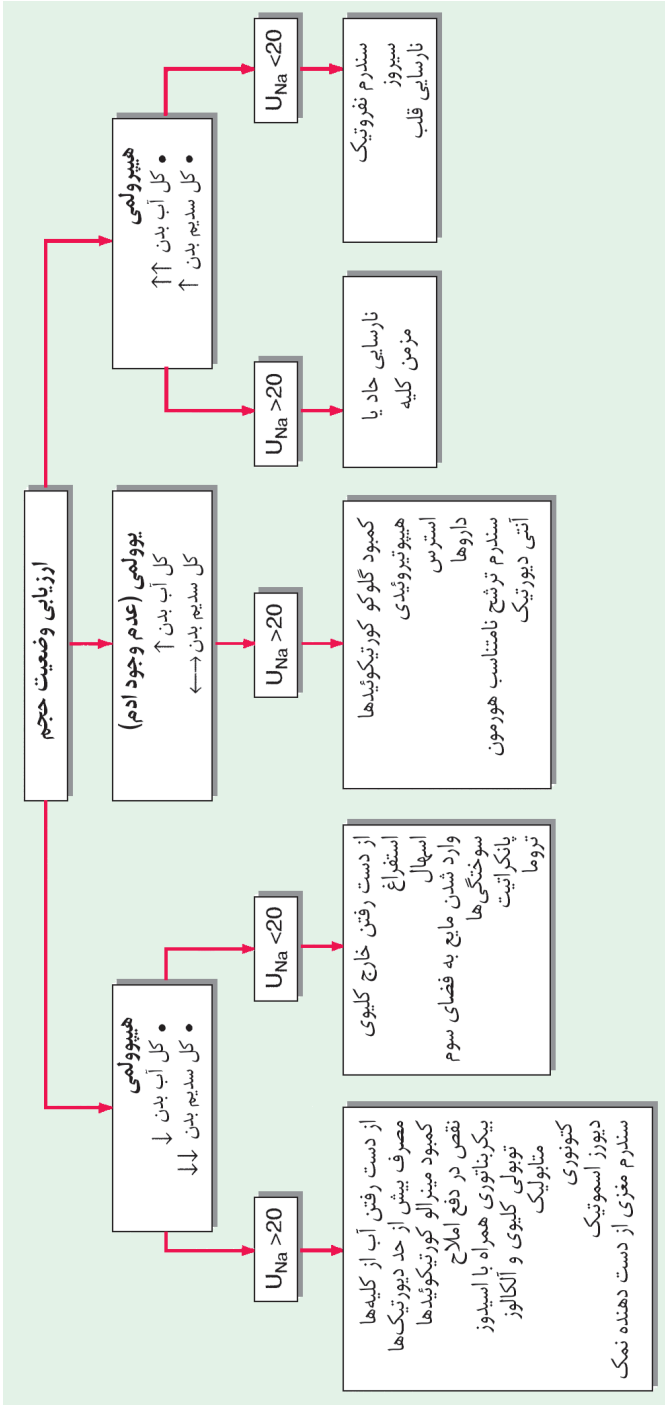 ارزیابی وضعیت حجم
هیپوولمی
• کل آب بدن ↓
• کل سدیم بدن ↓↓
یوولمی (عدم وجود ادم)
کل آب بدن ↑
کل سدیم بدن ←→
هیپرولمی
• کل آب بدن ↑↑
• کل سدیم بدن ↑
U Na >20
U Na <20
U Na >20
U Na >20
U Na <20
از دست رفتن آب از کلیه‌ها
مصرف بیش از حد دیورتیک‌ها
کمبود مینرالو کورتیکوئیدها
نقص در دفع املاح
بیکربناتوری همراه با اسیدوز
توبولی کلیوی و آلکالوز
متابولیک
کتونوری
دیورز اسموتیک
سندرم مغزی از دست دهنده نمک
از دست رفتن خارج کلیوی
استفراغ
اسهال
وارد شدن مایع به فضای سوم
سوختگی‌ها
پانکراتیت
تروما
کمبود گلوکو کورتیکوئیدها
هیپوتیروئیدی
استرس
داروها
سندرم ترشح نامتناسب هورمون
آنتی دیورتیک
نارسایی حاد یا
مزمن کلیه
سندرم نفروتیک
سیروز
نارسایی قلب